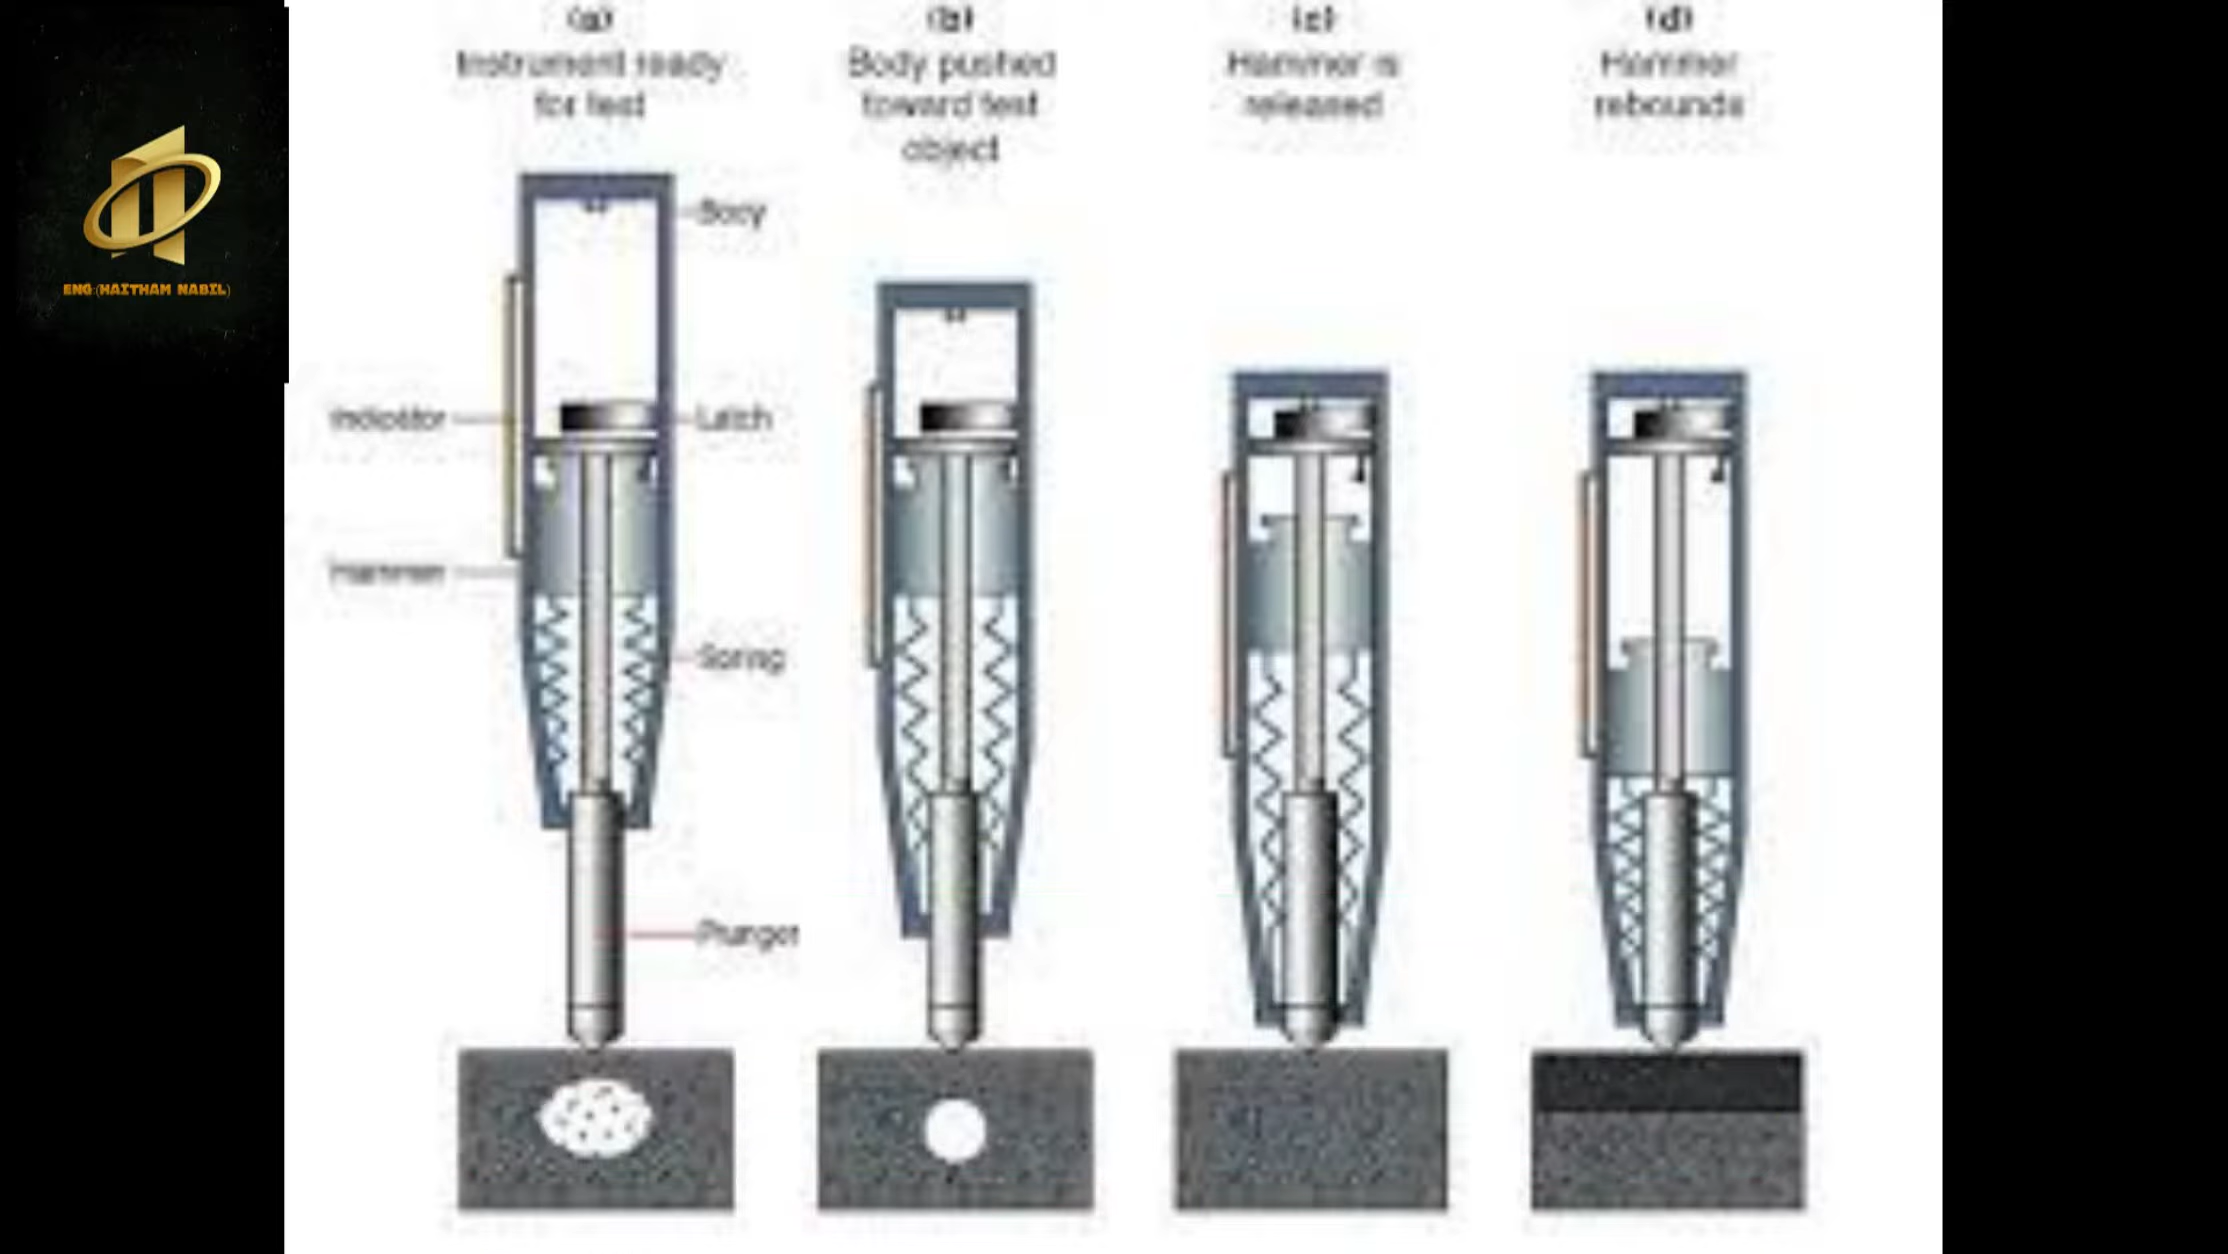 (a)
Instrument ready
for test
(b)
Body pushed
toward test
object
(c)
Hammer is
released
(d)
Hammer
rebounds
Body
Indicator
Latch
Hammer
Spring
Plunger
ENG:(HAITHAM NABIL)